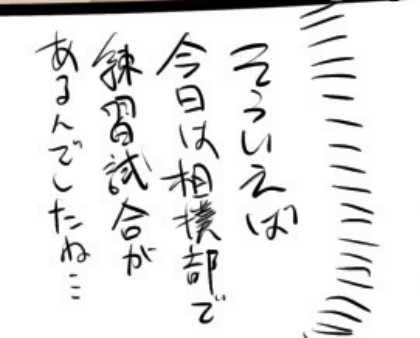 そういえば
今日は相撲部で
練習試合が
あるんでしたね…